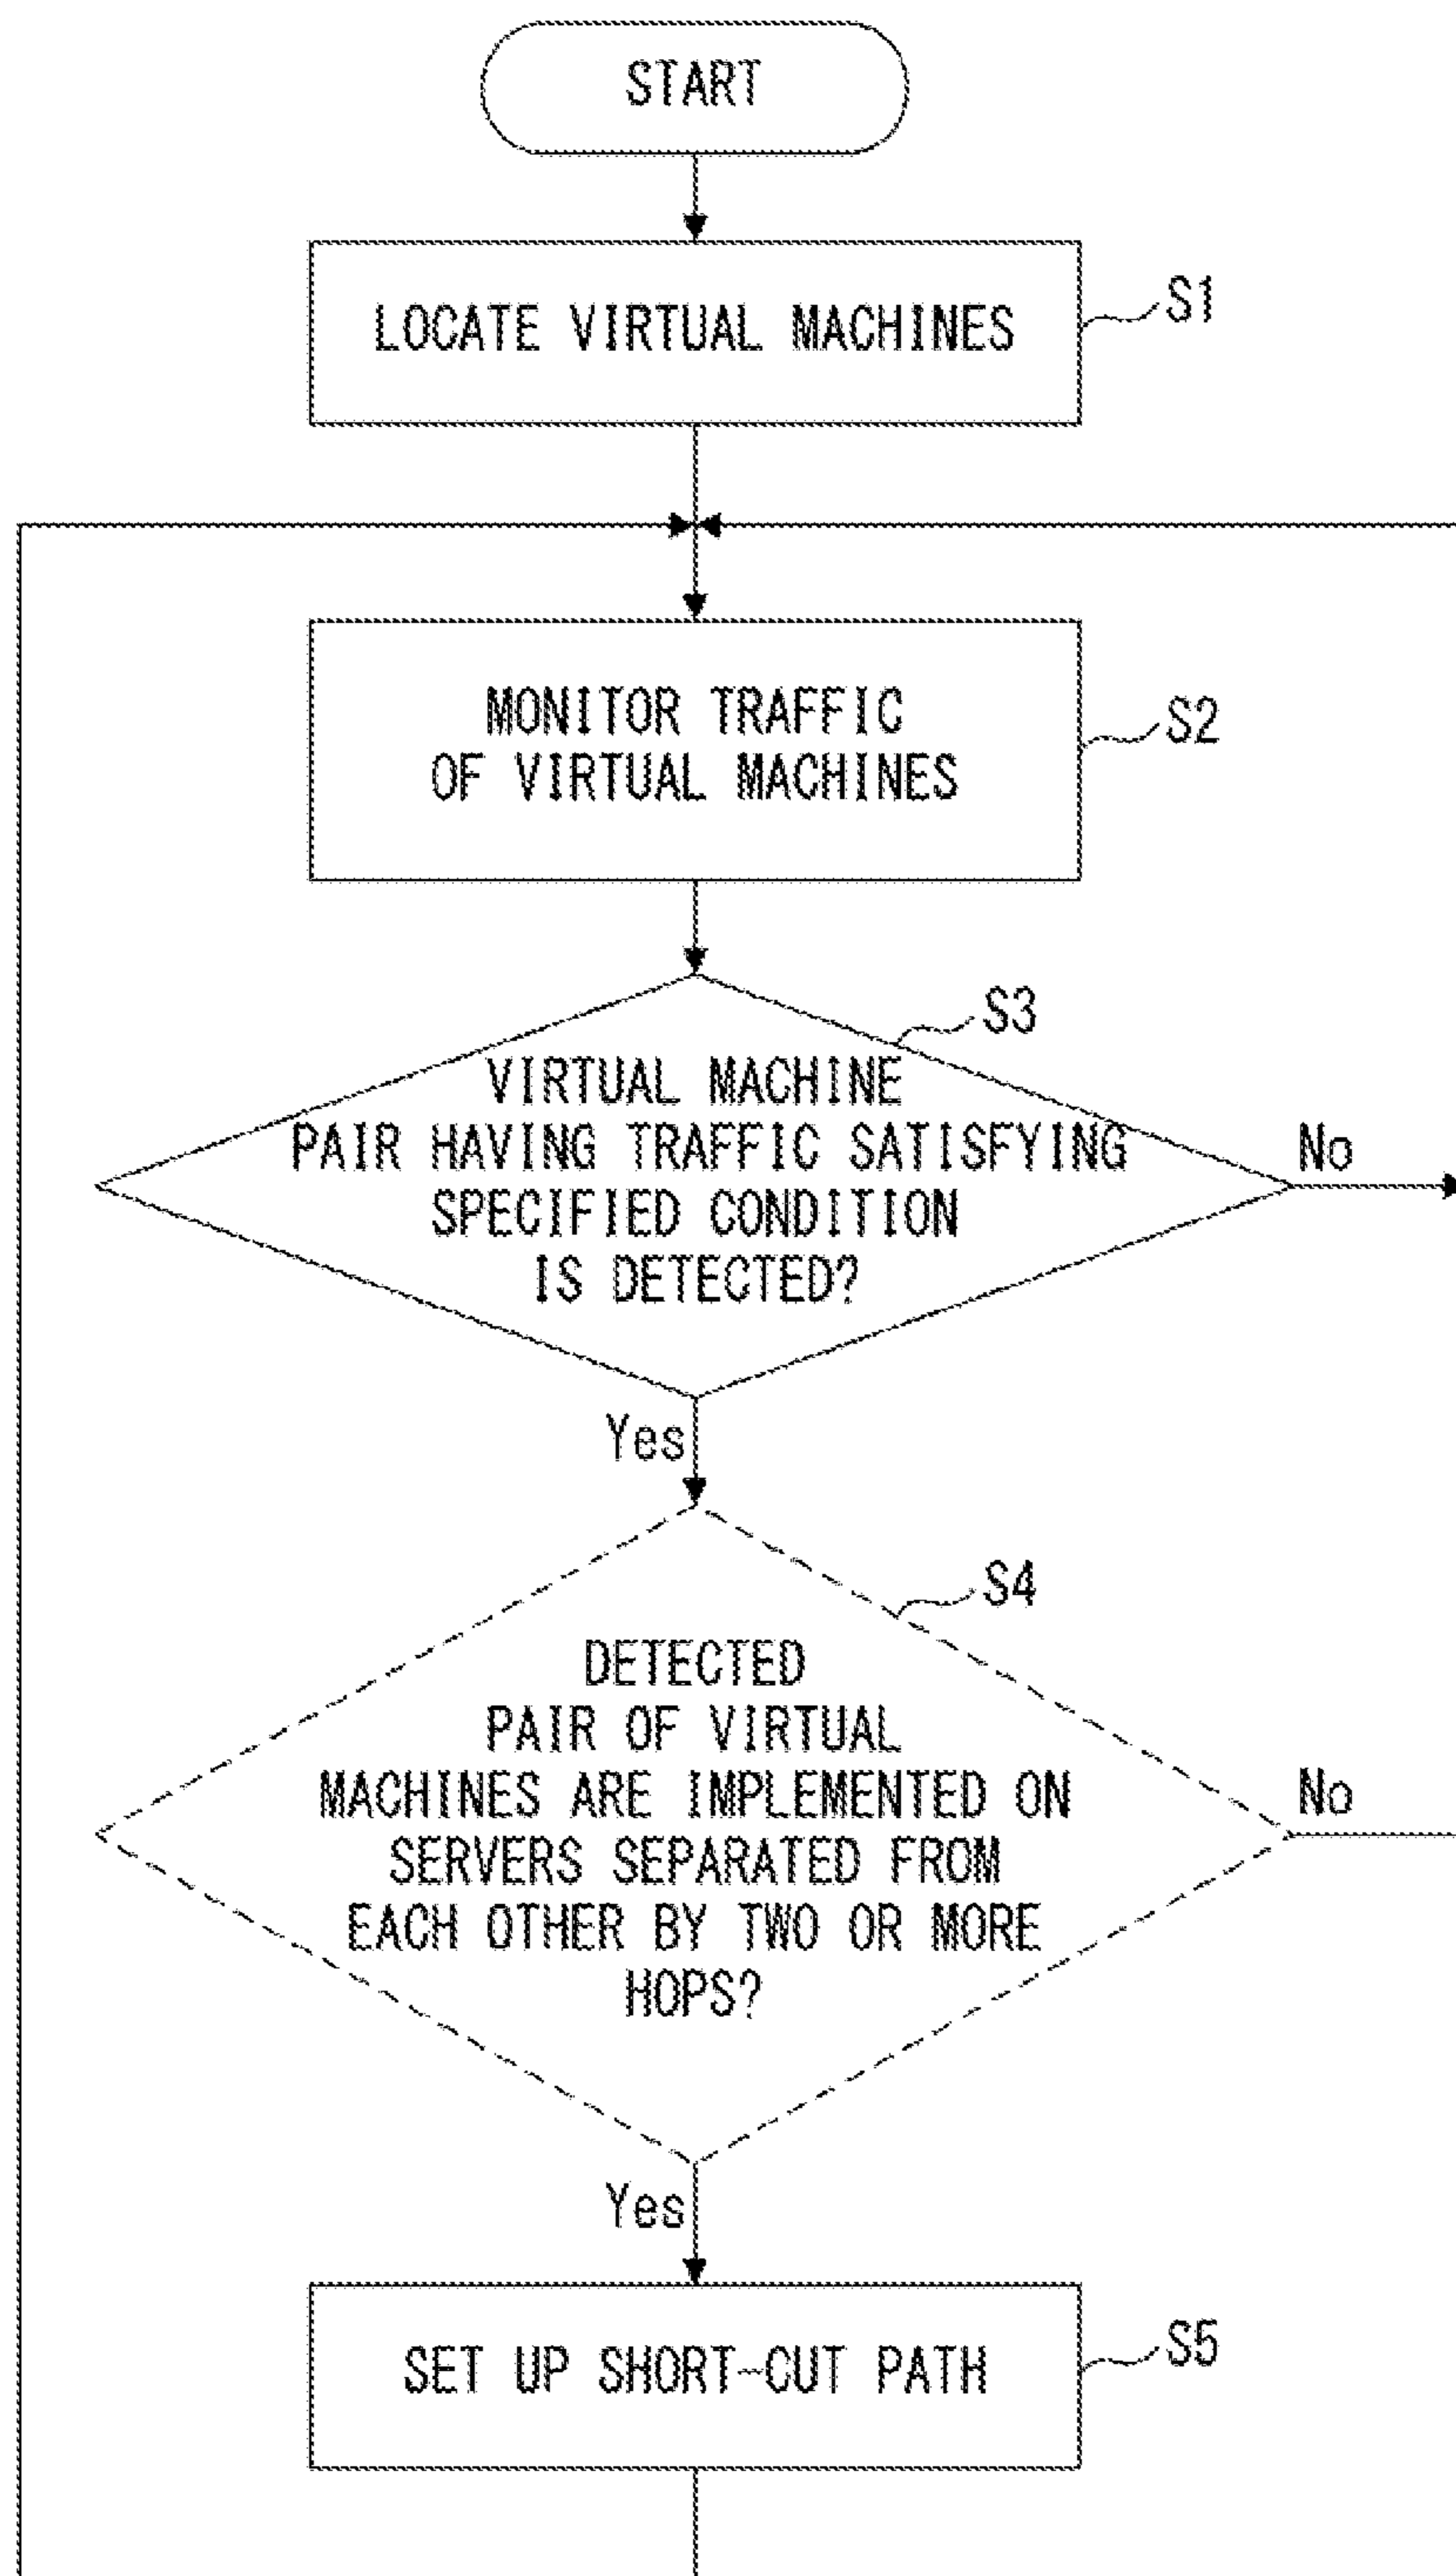 START
LOCATE VIRTUAL MACHINES
S1
MONITOR TRAFFIC
OF VIRTUAL MACHINES
S2
S3
VIRTUAL MACHINE
PAIR HAVING TRAFFIC SATISFYING
SPECIFIED CONDITION
IS DETECTED?
No
Yes
S4
DETECTED
PAIR OF VIRTUAL
MACHINES ARE IMPLEMENTED ON
SERVERS SEPARATED FROM
EACH OTHER BY TWO OR MORE
HOPS?
No
Yes
SET UP SHORT-CUT PATH
S5